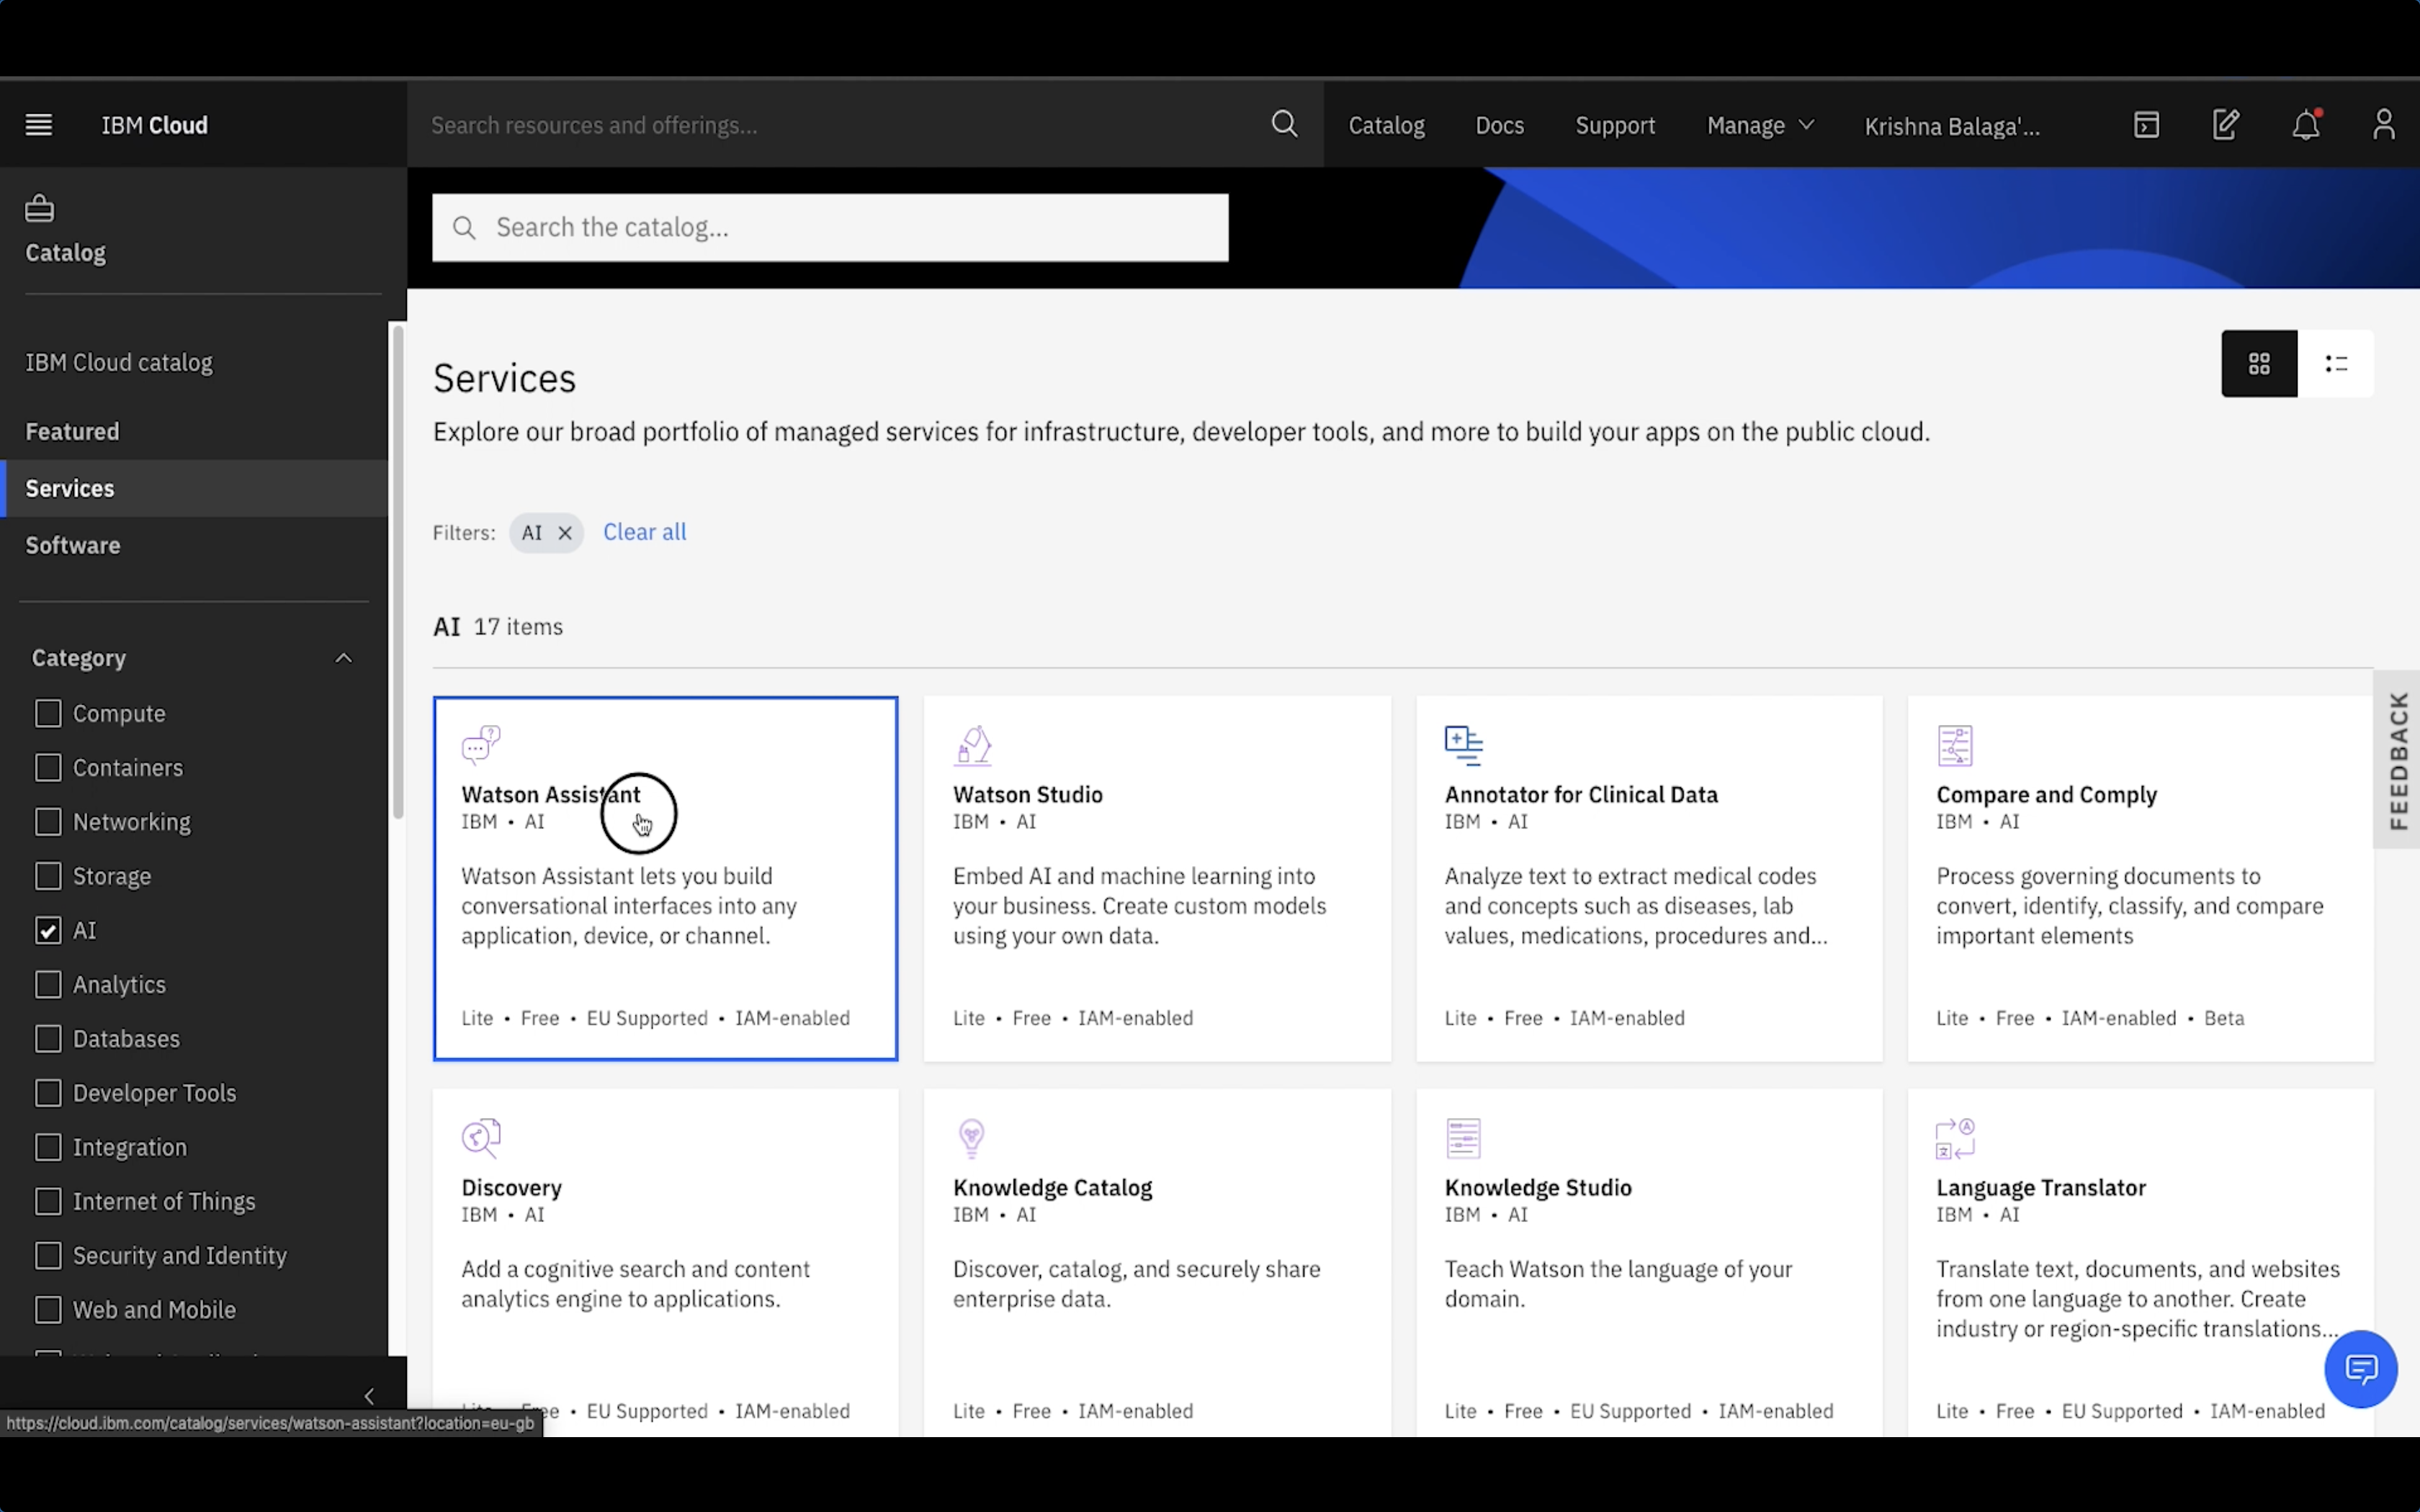 IBM Cloud
Search resources and offerings...
Catalog
Docs
Support
Manage
Krishna Balaga'...
Catalog
IBM Cloud catalog
Featured
Services
Software
Category
Compute
Containers
Networking
Storage
AI
Analytics
Databases
Developer Tools
Integration
Internet of Things
Security and Identity
Web and Mobile
Search the catalog...
Services
Explore our broad portfolio of managed services for infrastructure, developer tools, and more to build your apps on the public cloud.
Filters: AI Clear all
AI 17 items
Watson Assistant
IBM • AI
Watson Assistant lets you build
conversational interfaces into any
application, device, or channel.
Lite • Free • EU Supported • IAM-enabled
Watson Studio
IBM • AI
Embed AI and machine learning into
your business. Create custom models
using your own data.
Lite • Free • IAM-enabled
Annotator for Clinical Data
IBM • AI
Analyze text to extract medical codes
and concepts such as diseases, lab
values, medications, procedures and...
Lite • Free • IAM-enabled
Compare and Comply
IBM • AI
Process governing documents to
convert, identify, classify, and compare
important elements
Lite • Free • IAM-enabled • Beta
Discovery
IBM • AI
Add a cognitive search and content
analytics engine to applications.
• EU Supported • IAM-enabled
Knowledge Catalog
IBM • AI
Discover, catalog, and securely share
enterprise data.
Lite • Free • IAM-enabled
Knowledge Studio
IBM • AI
Teach Watson the language of your
domain.
Lite • Free • EU Supported • IAM-enabled
Language Translator
IBM • AI
Translate text, documents, and websites
from one language to another. Create
industry or region-specific translations...
Lite • Free • EU Supported • IAM-enabled
FEEDBACK
https://cloud.ibm.com/catalog/services/watson-assistant?location=eu-gb